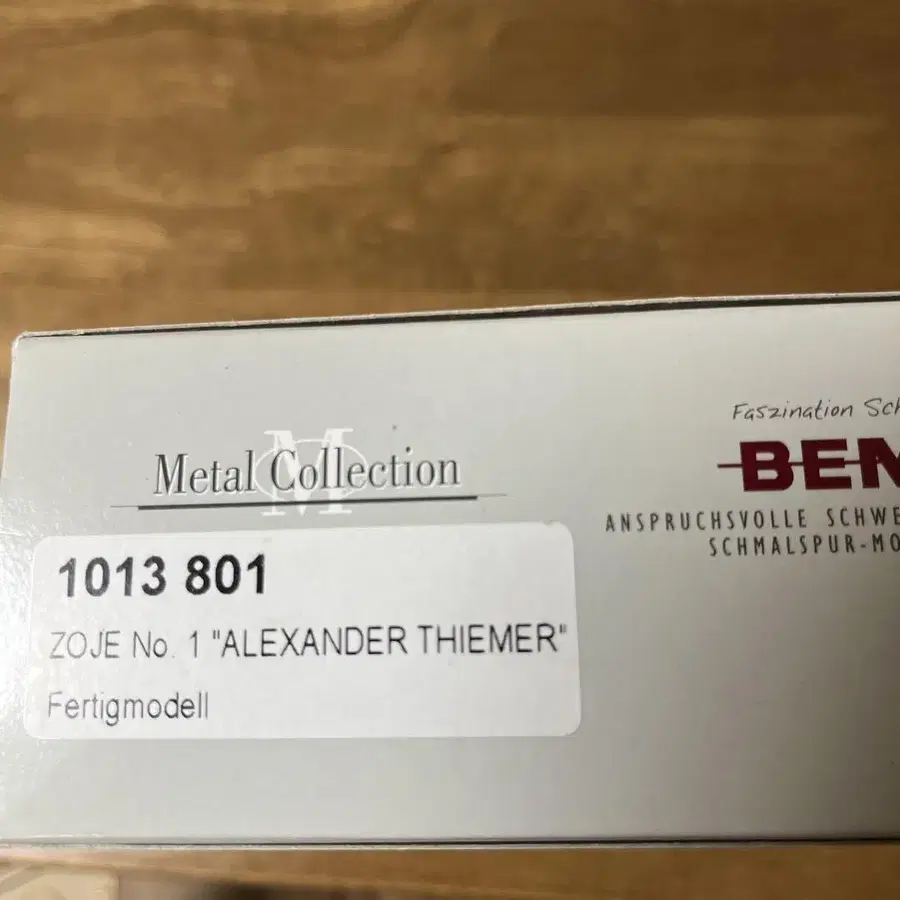 Metal Collection
M
Faszination Sch
BEM
ANSPRUCHSVOLLE SCHWE
SCHMALSPUR-MO
1013 801
ZOJE No. 1 "ALEXANDER THIEMER"
Fertigmodell